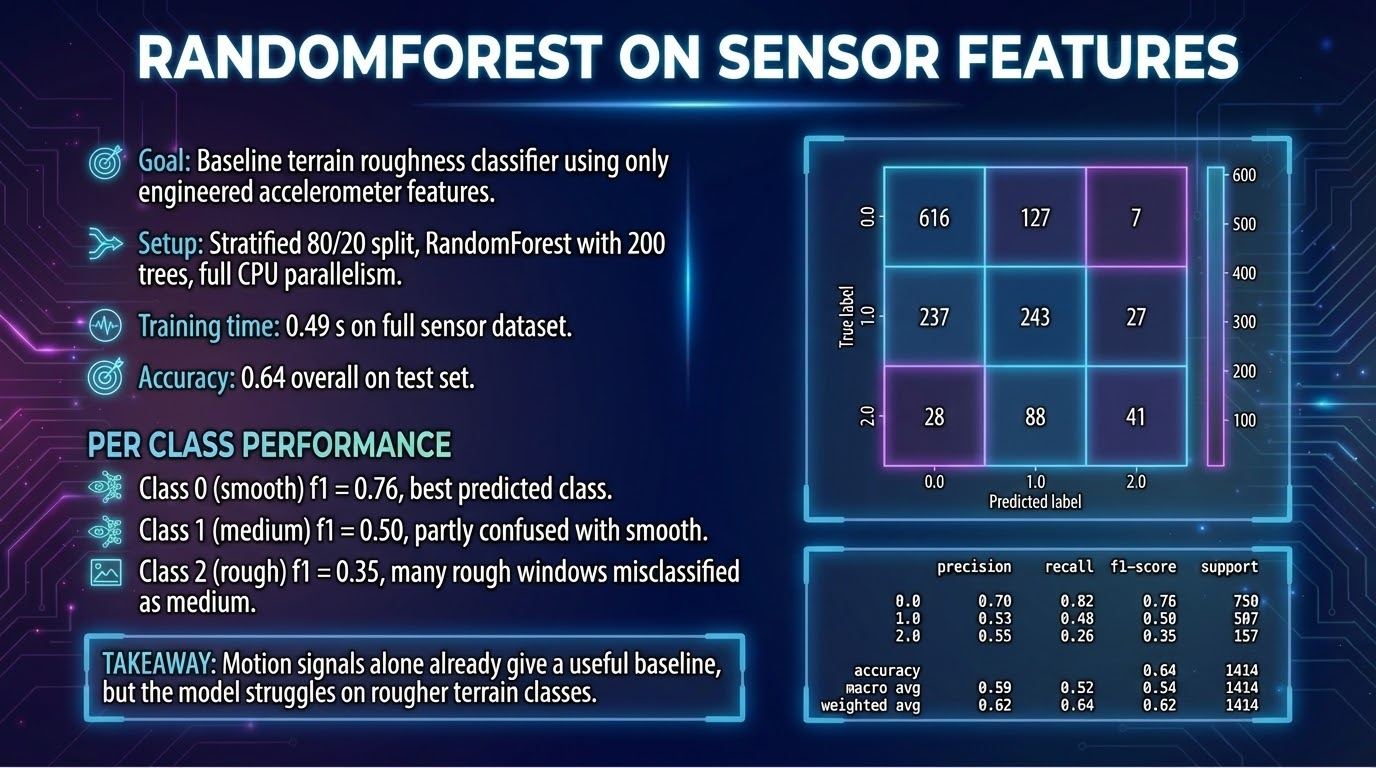 RANDOMFOREST ON SENSOR FEATURES
Goal: Baseline terrain roughness classifier using only
engineered accelerometer features.
Setup: Stratified 80/20 split, RandomForest with 200
trees, full CPU parallelism.
Training time: 0.49 s on full sensor dataset.
Accuracy: 0.64 overall on test set.
PER CLASS PERFORMANCE
Class 0 (smooth) f1 = 0.76, best predicted class.
Class 1 (medium) f1 = 0.50, partly confused with smooth.
Class 2 (rough) f1 = 0.35, many rough windows misclassified
as medium.
TAKEAWAY: Motion signals alone already give a useful baseline,
but the model struggles on rougher terrain classes.
True label
0.0 616 127 7
1.0 237 243 27
2.0 28 88 41
0.0 1.0 2.0
Predicted label
600
500
400
300
200
100
precision recall f1-score support
0.0 0.70 0.82 0.76 750
1.0 0.53 0.48 0.50 507
2.0 0.55 0.26 0.35 157
accuracy 0.64 1414
macro avg 0.59 0.52 0.54 1414
weighted avg 0.62 0.64 0.62 1414